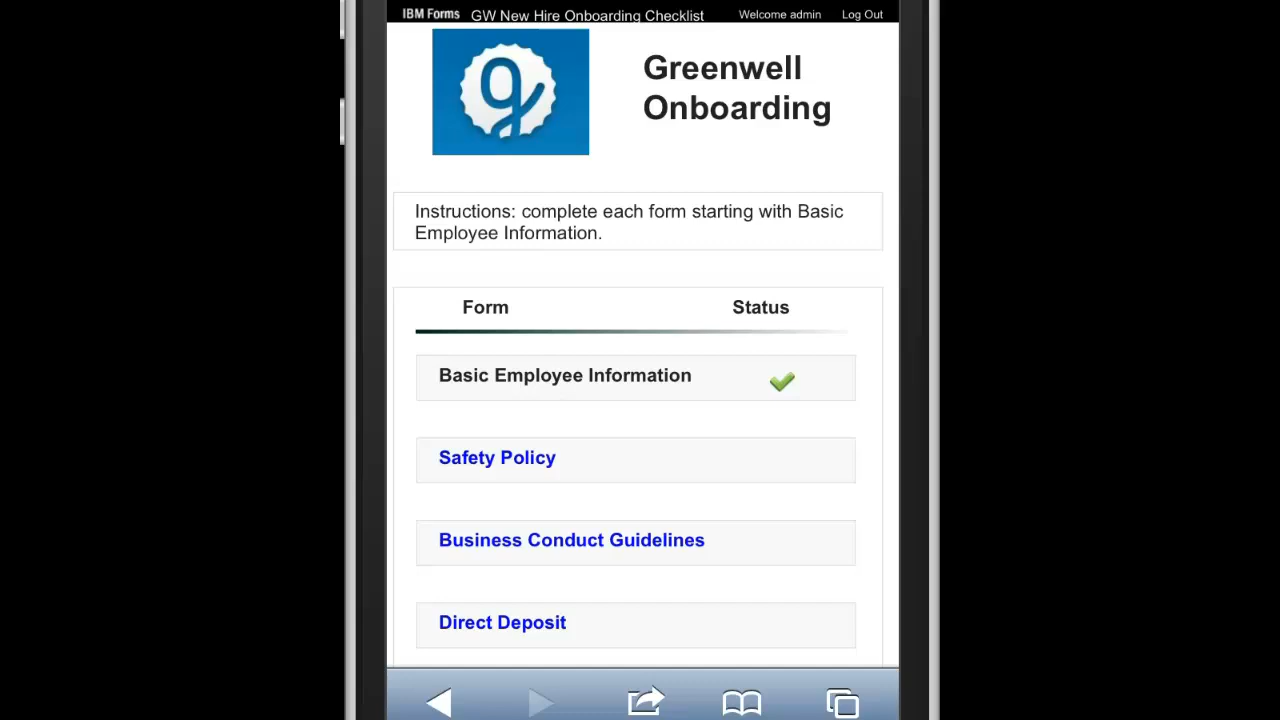 IBM Forms GW New Hire Onboarding Checklist Welcome admin Log Out
g
Greenwell
Onboarding
Instructions: complete each form starting with Basic
Employee Information.
Form Status
Basic Employee Information
Safety Policy
Business Conduct Guidelines
Direct Deposit